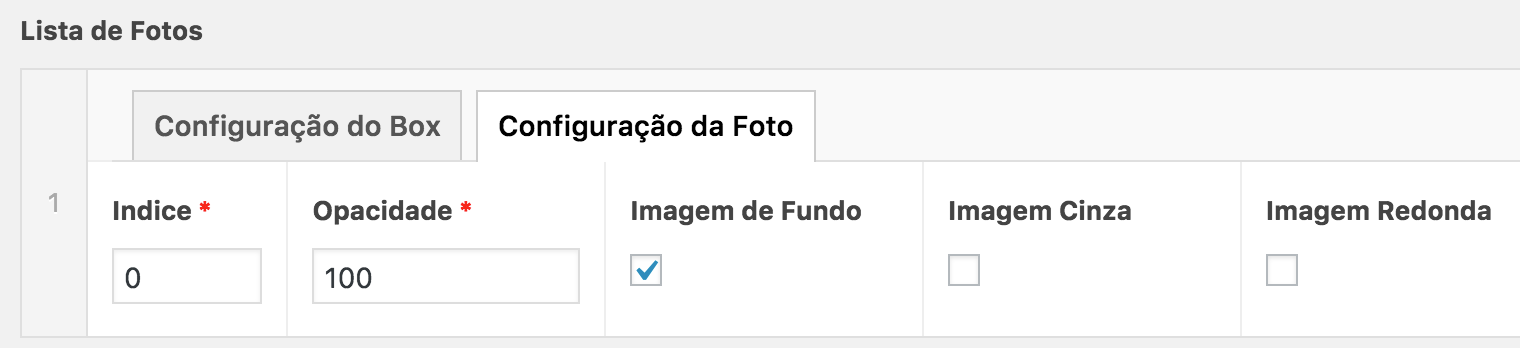 Lista de Fotos
Configuração do Box
Configuração da Foto
1
Indice *
Opacidade *
Imagem de Fundo
Imagem Cinza
Imagem Redonda
0
100